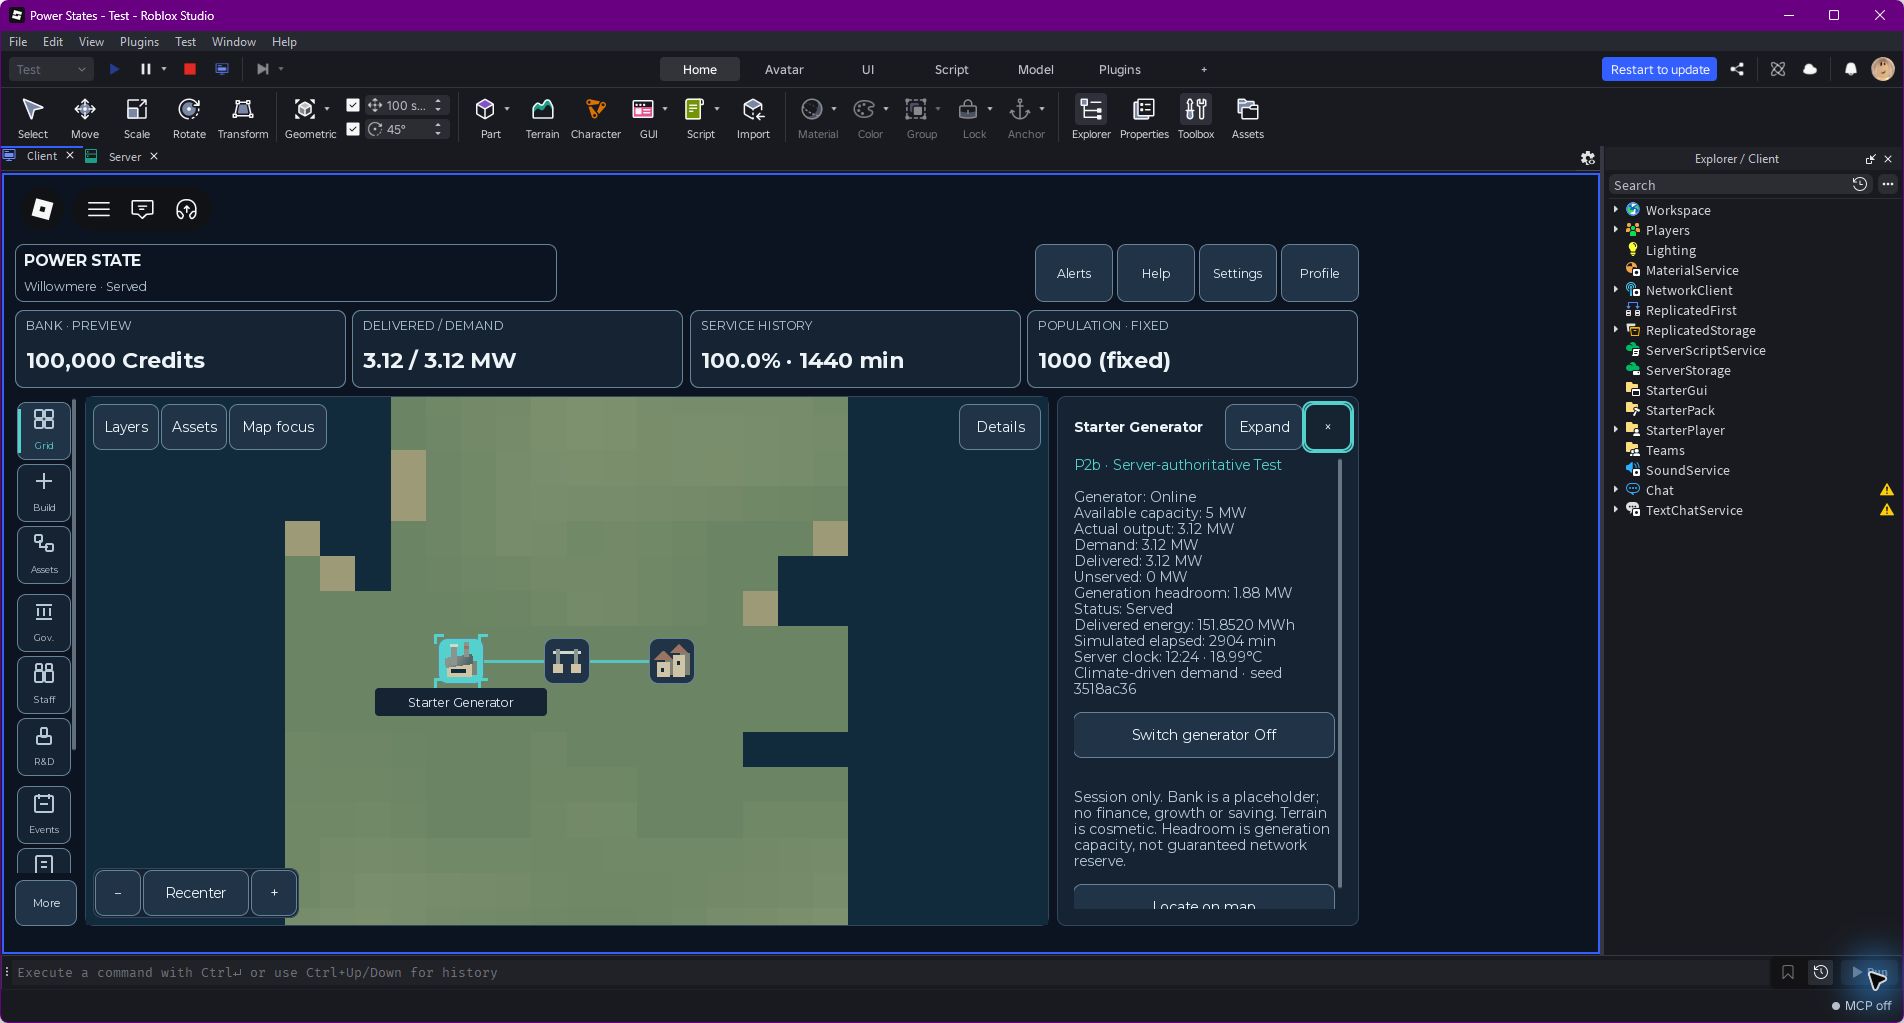 Power States - Test - Roblox Studio
File Edit View Plugins Test Window Help
Test
Home Avatar UI Script Model Plugins +
Restart to update
100 s...
45°
Select Move Scale Rotate Transform Geometric Part Terrain Character GUI Script Import Material Color Group Lock Anchor Explorer Properties Toolbox Assets
Client Server
Explorer / Client
Search
Workspace
Players
Lighting
MaterialService
NetworkClient
ReplicatedFirst
ReplicatedStorage
ServerScriptService
ServerStorage
StarterGui
StarterPack
StarterPlayer
Teams
SoundService
Chat
TextChatService
POWER STATE
Willowmere · Served
Alerts Help Settings Profile
BANK · PREVIEW
100,000 Credits
DELIVERED / DEMAND
3.12 / 3.12 MW
SERVICE HISTORY
100.0% · 1440 min
POPULATION · FIXED
1000 (fixed)
Grid
Build
Assets
Gov.
Staff
R&D
Events
More
Layers Assets Map focus
Details
Starter Generator
− Recenter +
Starter Generator
Expand ×
P2b · Server-authoritative Test
Generator: Online
Available capacity: 5 MW
Actual output: 3.12 MW
Demand: 3.12 MW
Delivered: 3.12 MW
Unserved: 0 MW
Generation headroom: 1.88 MW
Status: Served
Delivered energy: 151.8520 MWh
Simulated elapsed: 2904 min
Server clock: 12:24 · 18.99°C
Climate-driven demand · seed
3518ac36
Switch generator Off
Session only. Bank is a placeholder;
no finance, growth or saving. Terrain
is cosmetic. Headroom is generation
capacity, not guaranteed network
reserve.
Locate on map
Execute a command with Ctrl↵ or use Ctrl+Up/Down for history
MCP off